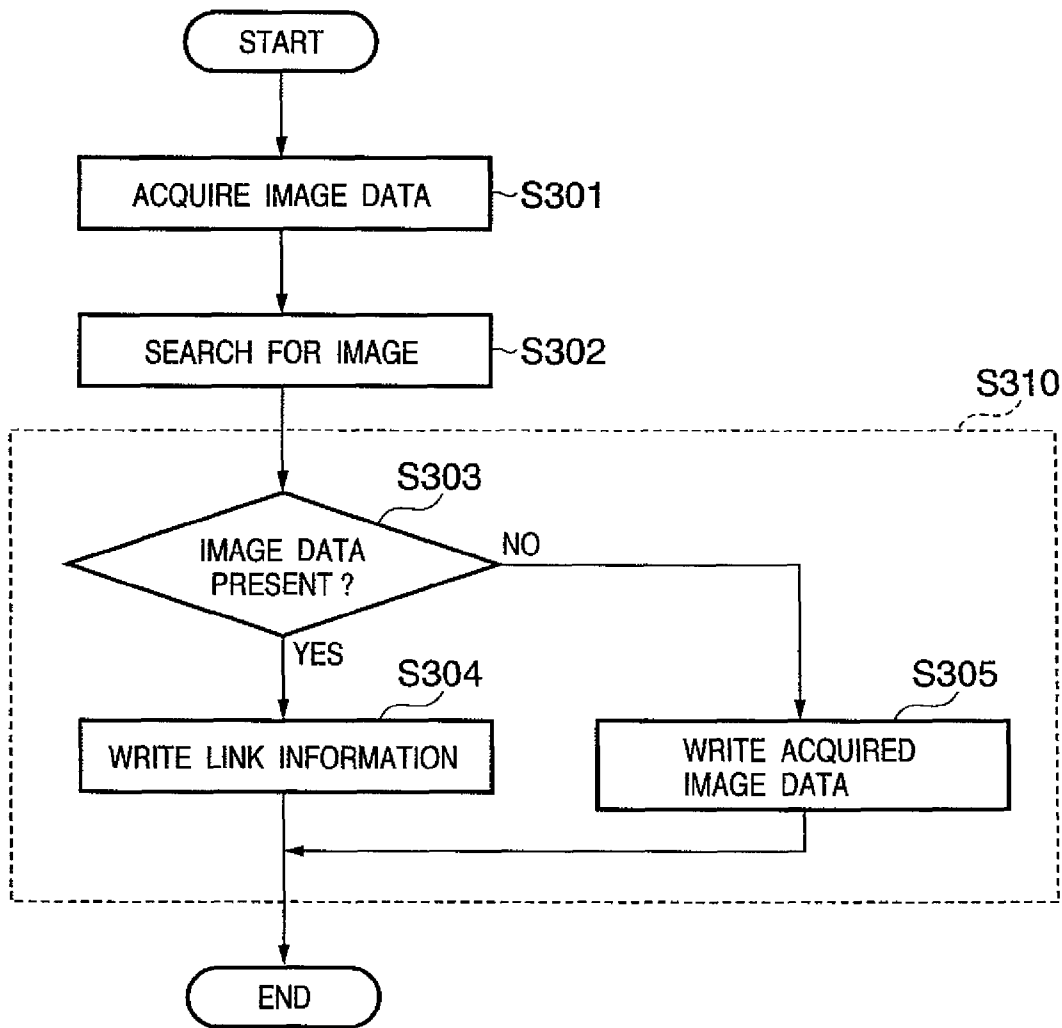 START
ACQUIRE IMAGE DATA
S301
SEARCH FOR IMAGE
S302
S310
S303
IMAGE DATA
PRESENT ?
NO
YES
S304
WRITE LINK INFORMATION
S305
WRITE ACQUIRED
IMAGE DATA
END